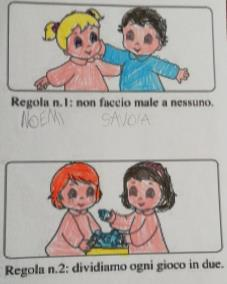 Regola n.1: non faccio male a nessuno.
NOEMI SAVOIA
Regola n.2: dividiamo ogni gioco in due.